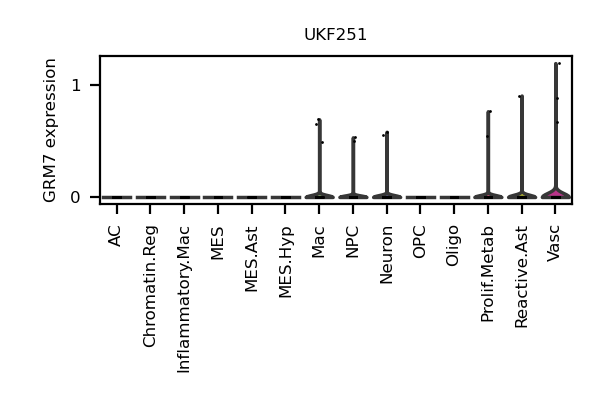 UKF251
GRM7 expression
1
0
AC
Chromatin.Reg
Inflammatory.Mac
MES
MES.Ast
MES.Hyp
Mac
NPC
Neuron
OPC
Oligo
Prolif.Metab
Reactive.Ast
Vasc